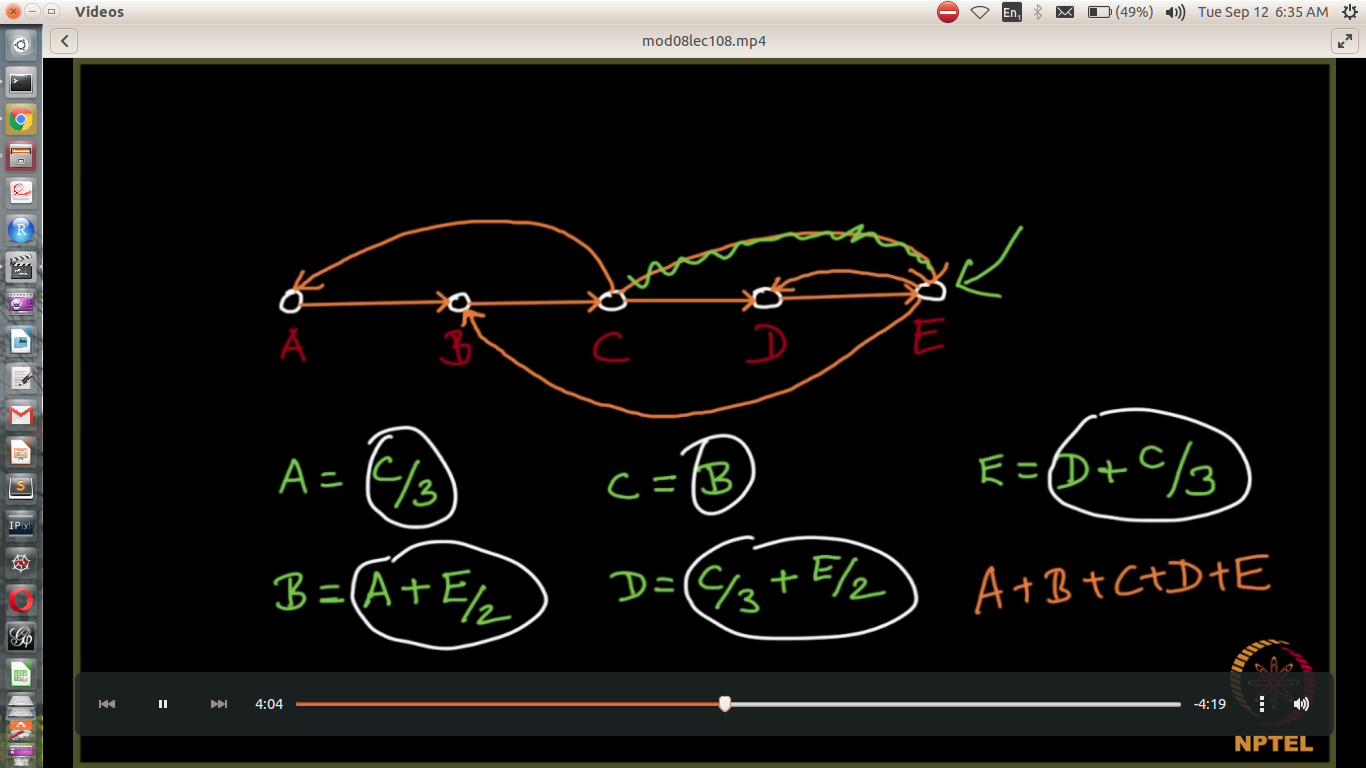 Videos
En1
(49%)
Tue Sep 12 6:35 AM
mod08lec108.mp4
A B C D E
A = C/3 C = B E = D + C/3
B = A + E/2 D = C/3 + E/2 A + B + C + D + E
4:04 -4:19
NPTEL